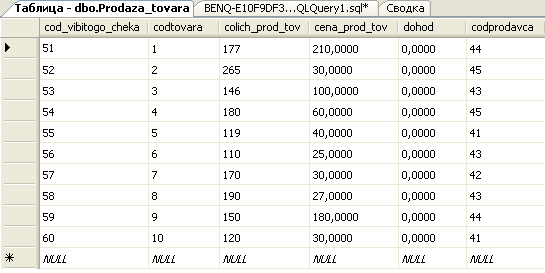 Таблица - dbo.Prodaza_tovara BENQ-E10F9DF3...QLQuery1.sql* Сводка
cod_vibitogo_cheka codtovara colich_prod_tov cena_prod_tov dohod codprodavca
51 1 177 210,0000 0,0000 44
52 2 265 30,0000 0,0000 45
53 3 146 100,0000 0,0000 43
54 4 180 60,0000 0,0000 45
55 5 119 40,0000 0,0000 41
56 6 110 25,0000 0,0000 43
57 7 170 30,0000 0,0000 42
58 8 190 27,0000 0,0000 43
59 9 150 180,0000 0,0000 44
60 10 120 30,0000 0,0000 41
NULL NULL NULL NULL NULL NULL